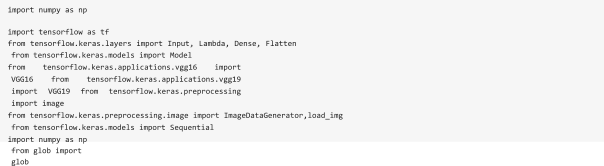 import numpy as np
import tensorflow as tf
from tensorflow.keras.layers import Input, Lambda, Dense, Flatten
from tensorflow.keras.models import Model
from tensorflow.keras.applications.vgg16 import
VGG16 from tensorflow.keras.applications.vgg19
import VGG19 from tensorflow.keras.preprocessing
import image
from tensorflow.keras.preprocessing.image import ImageDataGenerator,load_img
from tensorflow.keras.models import Sequential
import numpy as np
from glob import
glob